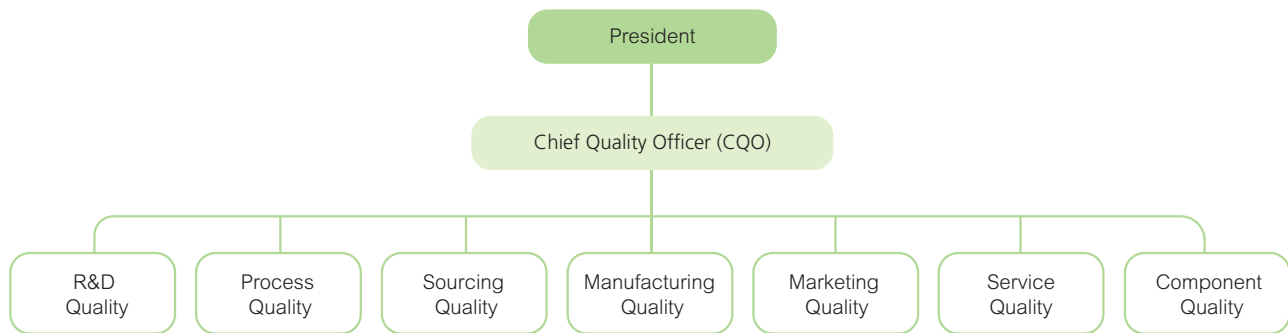 President
Chief Quality Officer (CQO)
R&D
Quality
Process
Quality
Sourcing
Quality
Manufacturing
Quality
Marketing
Quality
Service
Quality
Component
Quality